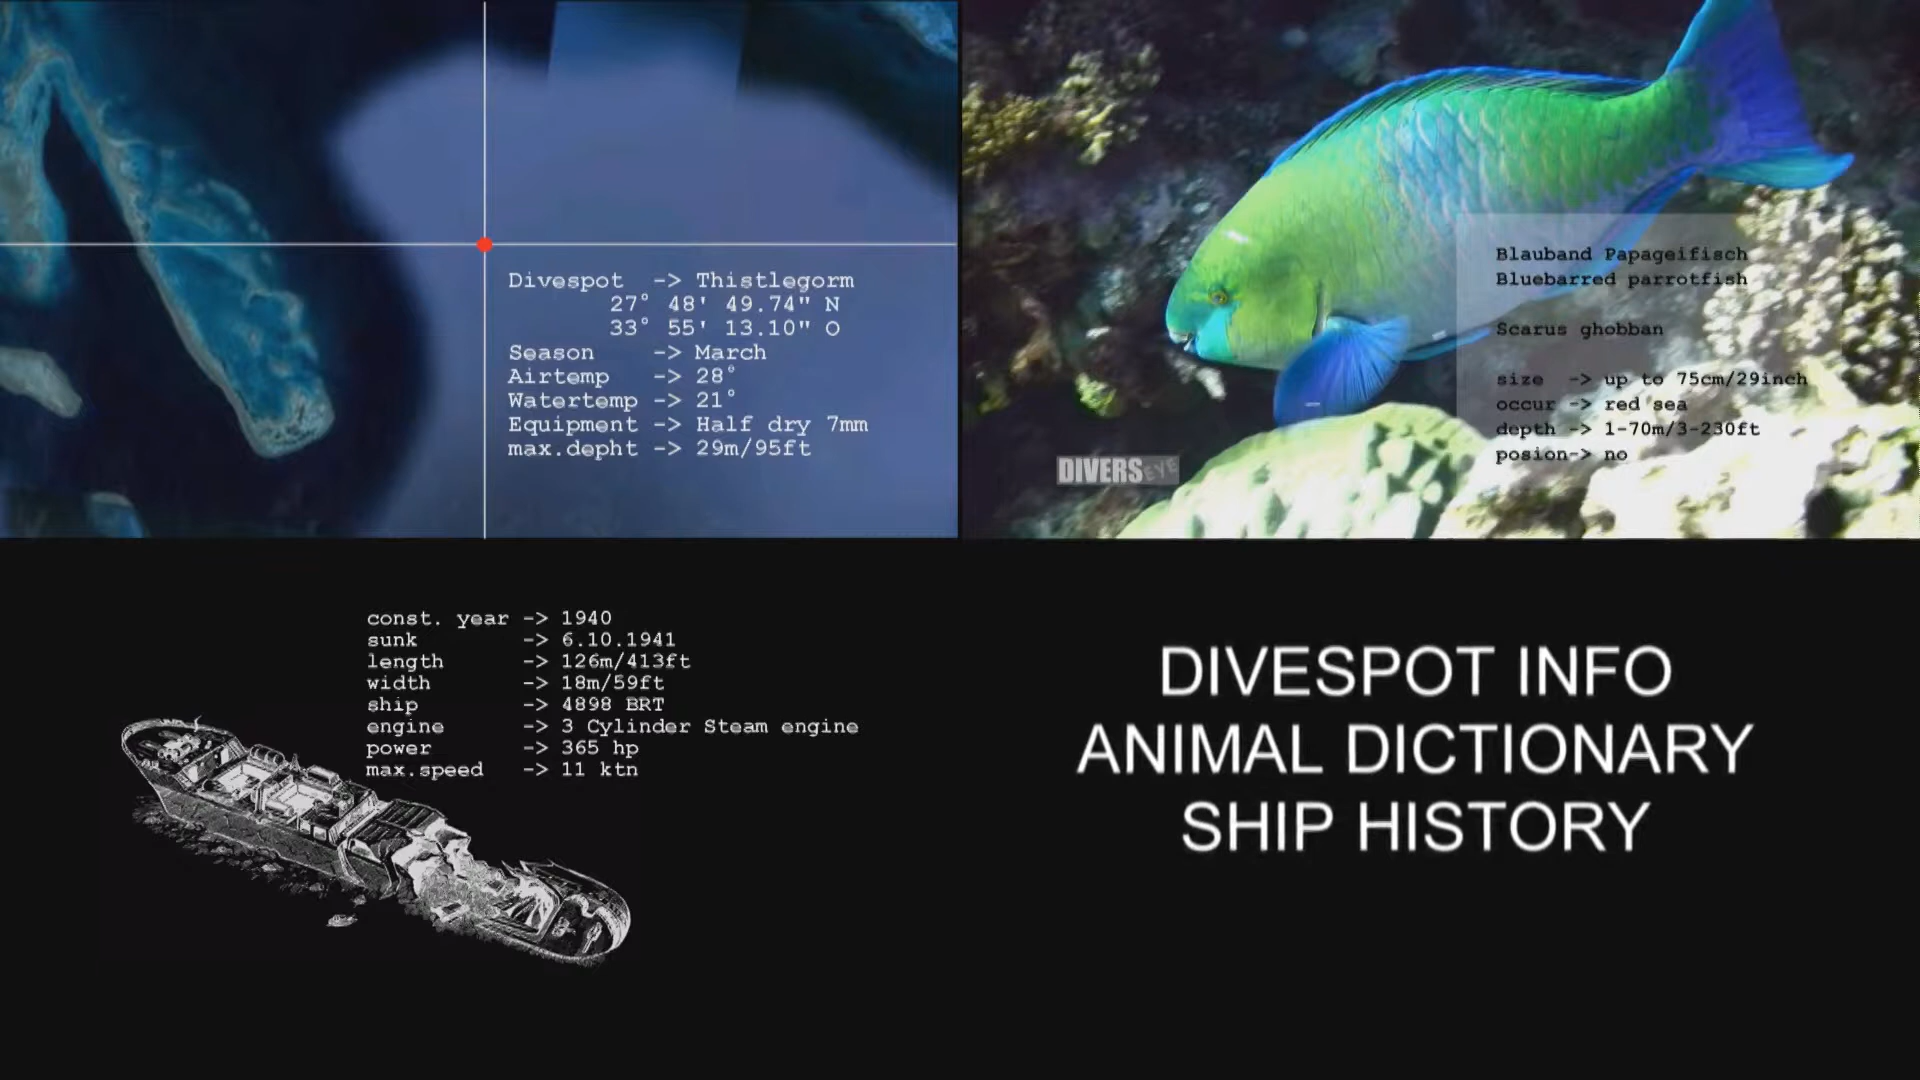 Divespot -> Thistlegorm
27° 48' 49.74" N
33° 55' 13.10" O
Season -> March
Airtemp -> 28°
Watertemp -> 21°
Equipment -> Half dry 7mm
max.depht -> 29m/95ft
Blauband Papageifisch
Bluebarred parrotfish
Scarus ghobban
size -> up to 75cm/29inch
occur -> red sea
depth -> 1-70m/3-230ft
posion-> no
DIVERS EYE
const. year -> 1940
sunk -> 6.10.1941
length -> 126m/413ft
width -> 18m/59ft
ship -> 4898 BRT
engine -> 3 Cylinder Steam engine
power -> 365 hp
max.speed -> 11 ktn
DIVESPOT INFO
ANIMAL DICTIONARY
SHIP HISTORY